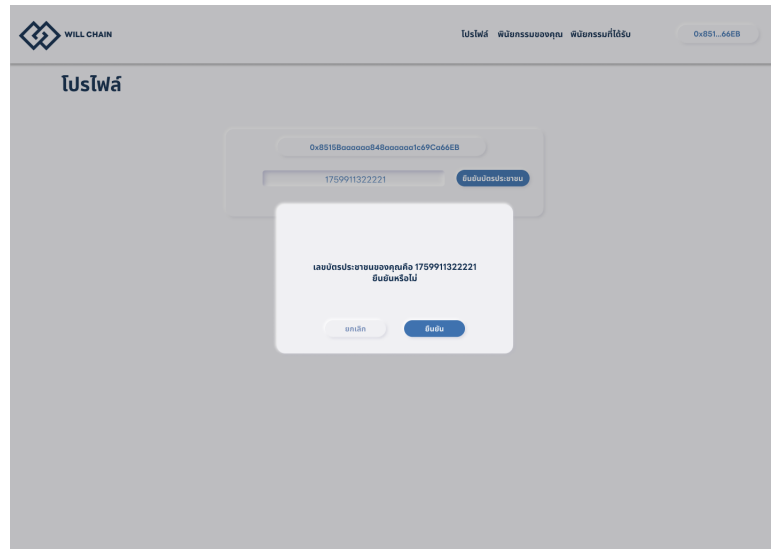 WILL CHAIN
โปรไฟล์ พินัยกรรมของคุณ พินัยกรรมที่ได้รับ
0x851...66EB
โปรไฟล์
0x8515Baaaaaa848aaaaaa1c69Ca66EB
1759911322221
ยืนยันบัตรประชาชน
เลขบัตรประชาชนของคุณคือ 1759911322221
ยืนยันหรือไม่
ยกเลิก
ยืนยัน